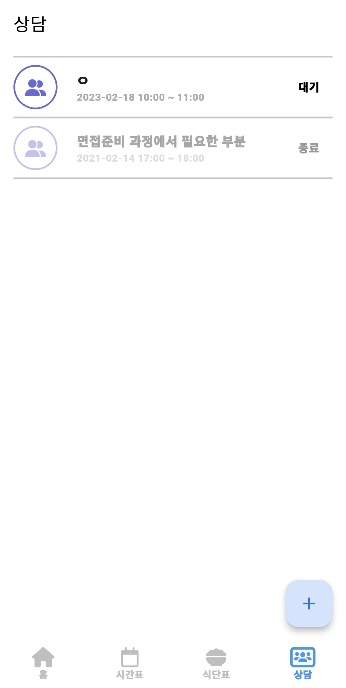 상담
ㅇ
2023-02-18 10:00 ~ 11:00
대기
면접준비 과정에서 필요한 부분
2021-02-14 17:00 ~ 18:00
종료
+
홈
시간표
식단표
상담